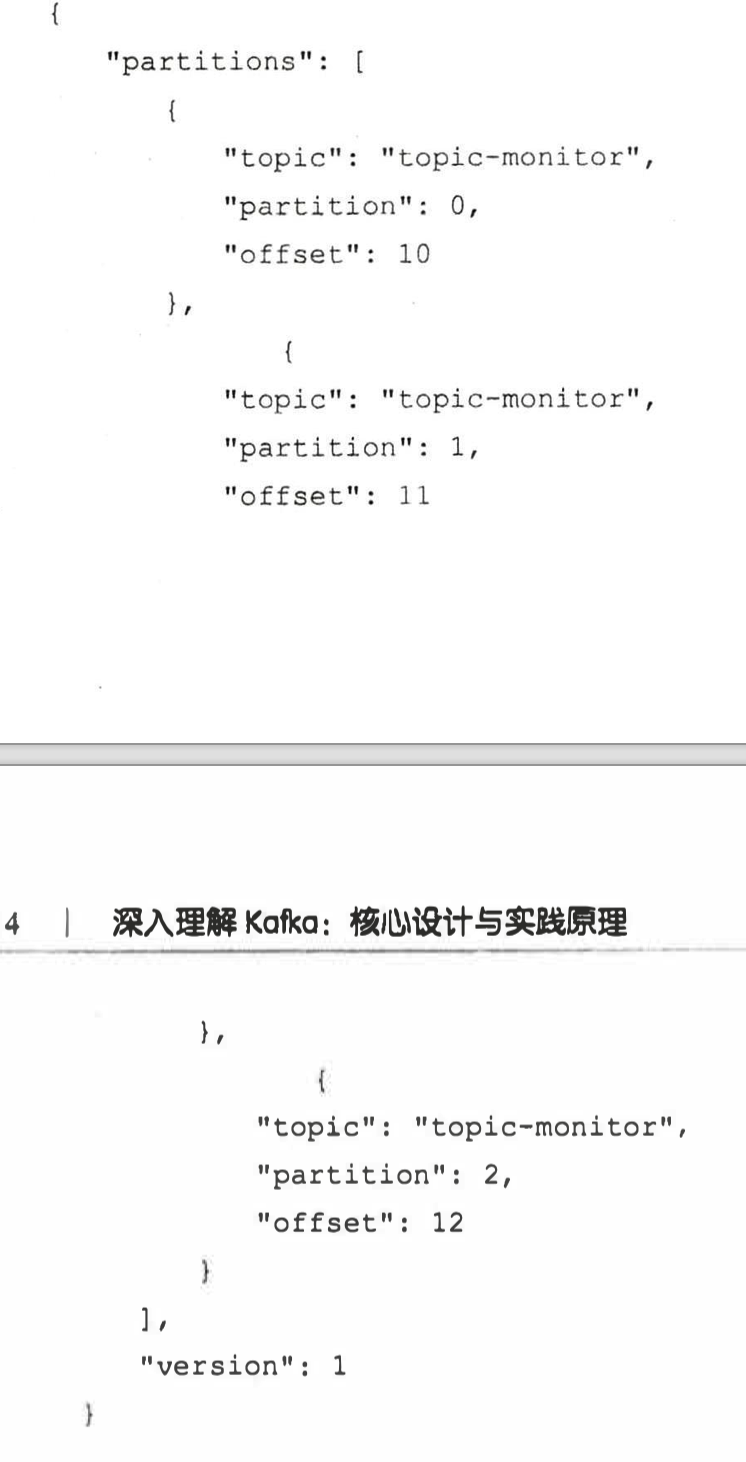 {
"partitions": [
{
"topic": "topic-monitor",
"partition": 0,
"offset": 10
},
{
"topic": "topic-monitor",
"partition": 1,
"offset": 11
4 | 深入理解 Kafka：核心设计与实践原理
},
{
"topic": "topic-monitor",
"partition": 2,
"offset": 12
}
],
"version": 1
}